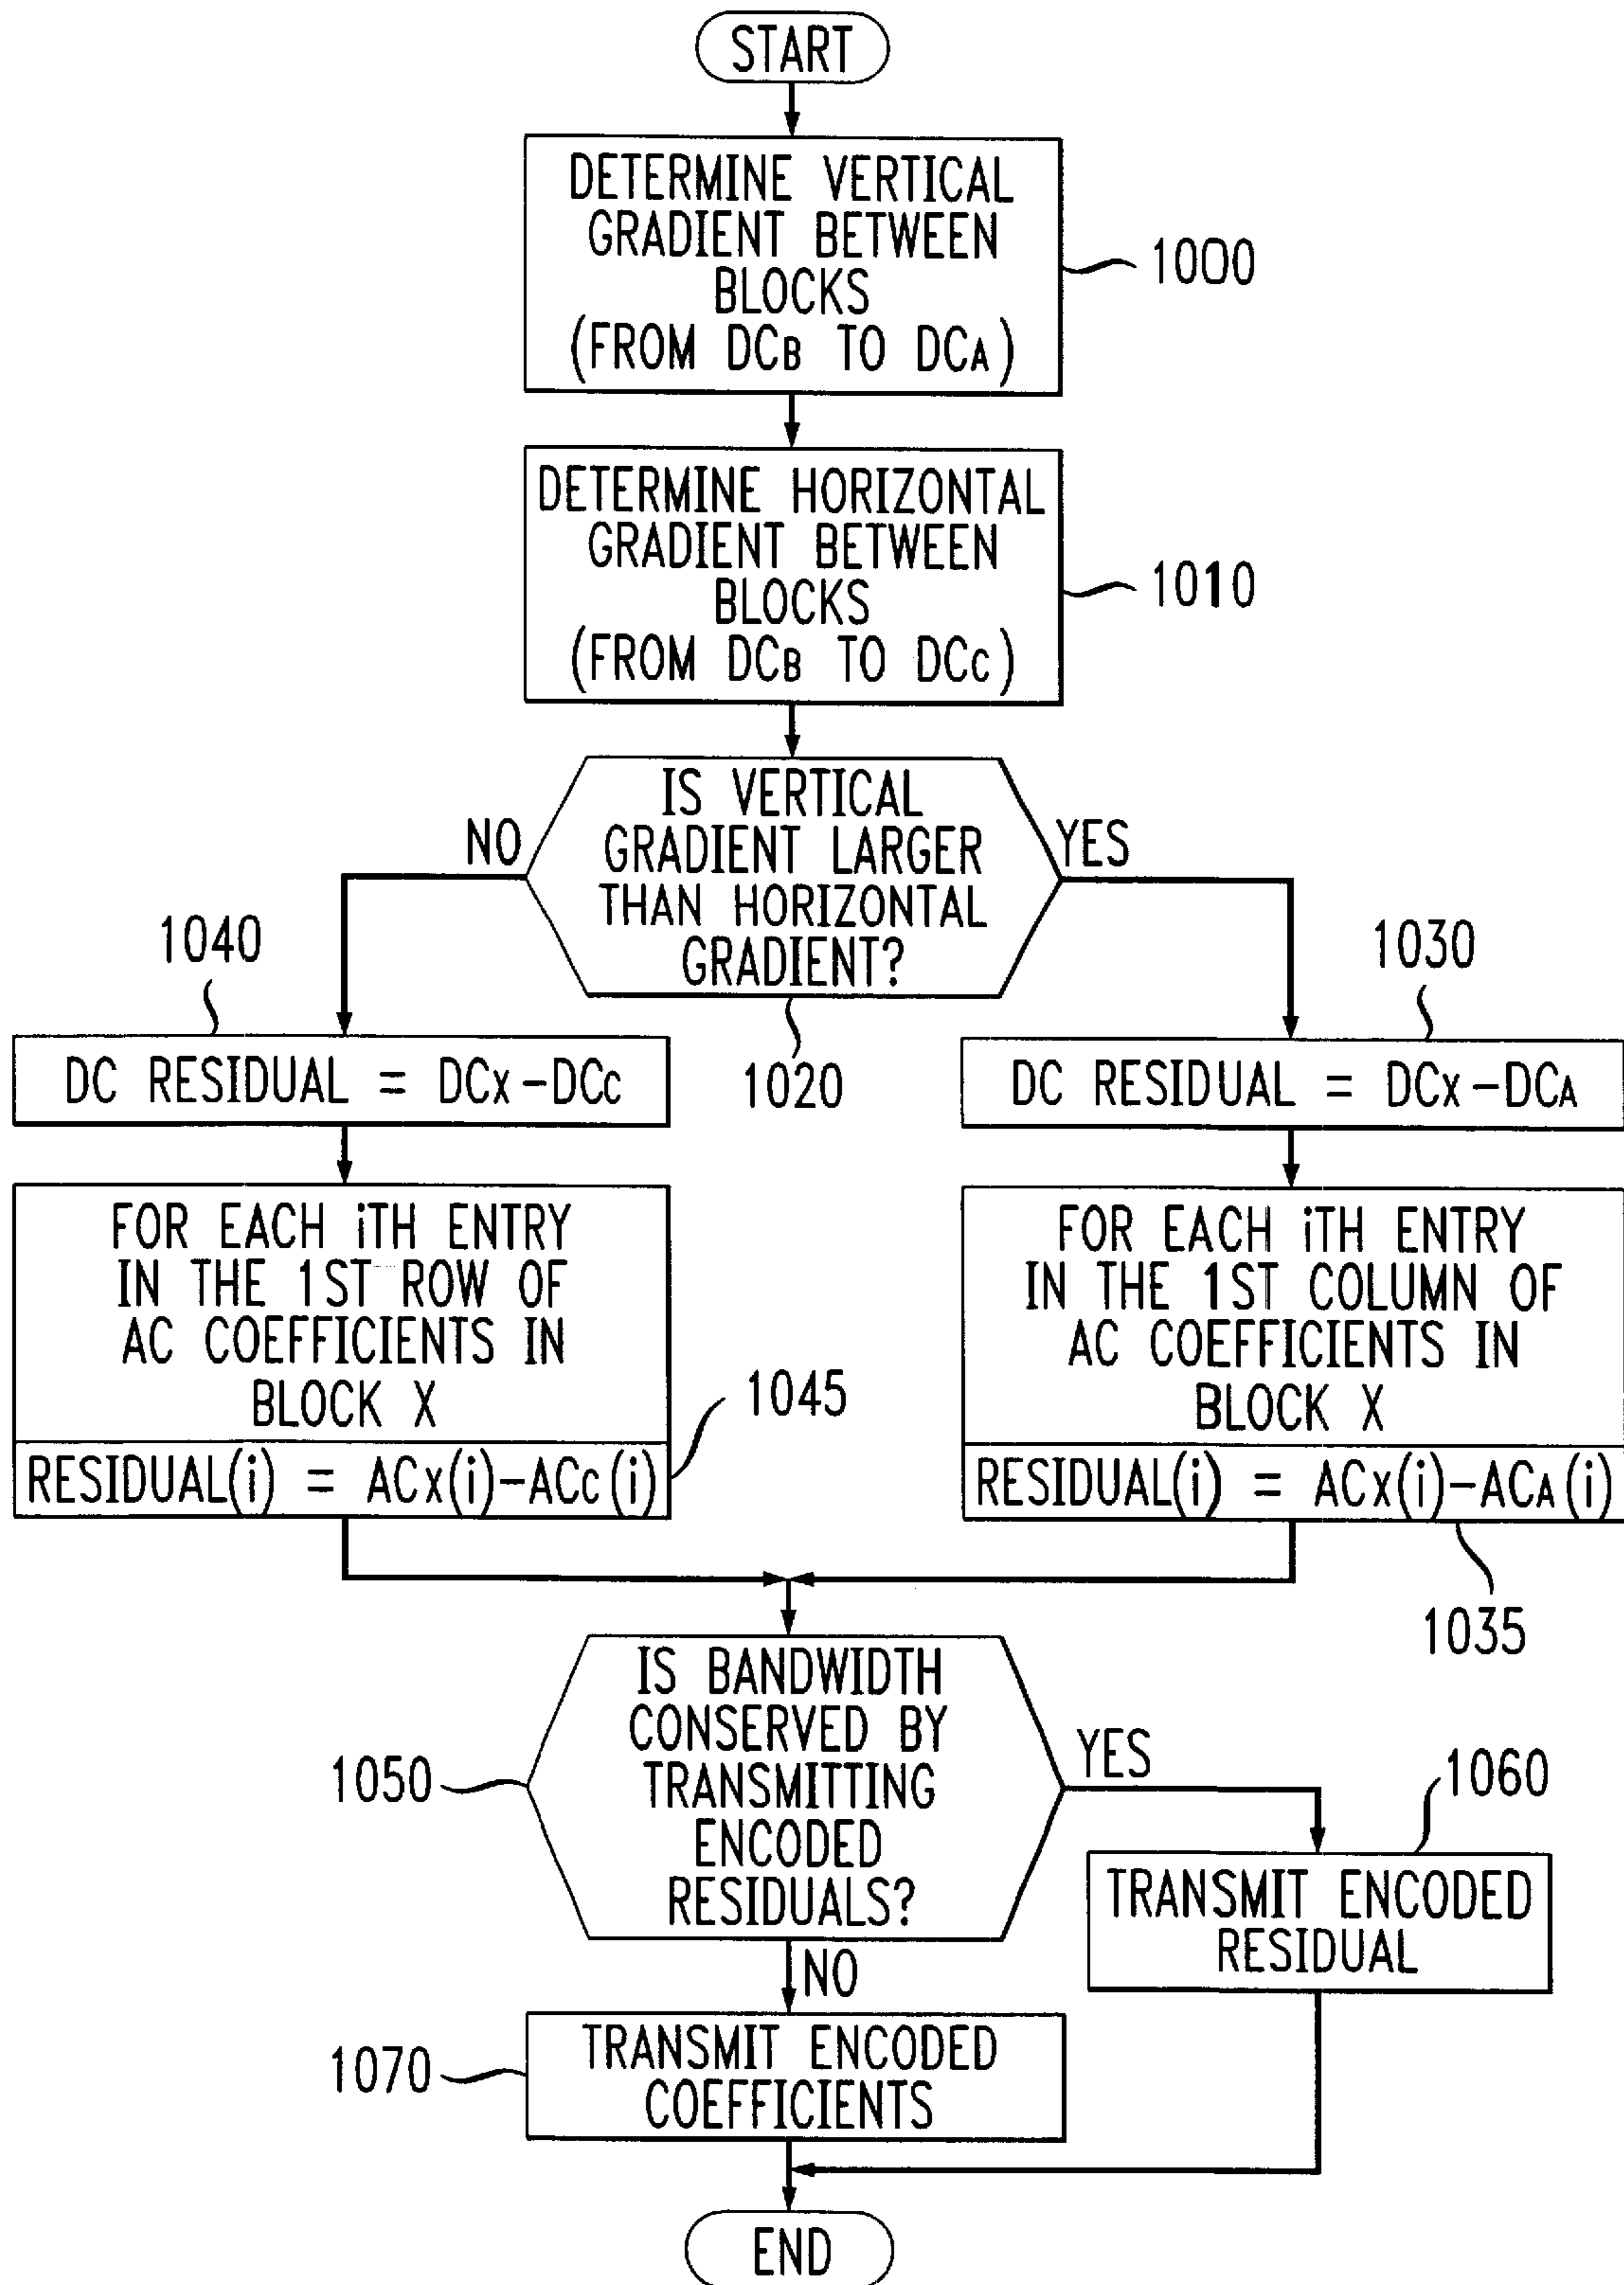 START
DETERMINE VERTICAL
GRADIENT BETWEEN
BLOCKS
(FROM DCB TO DCA)
1000
DETERMINE HORIZONTAL
GRADIENT BETWEEN
BLOCKS
(FROM DCB TO DCC)
1010
IS VERTICAL
GRADIENT LARGER
THAN HORIZONTAL
GRADIENT?
NO
YES
1020
1040
DC RESIDUAL = DCX-DCC
1030
DC RESIDUAL = DCX-DCA
FOR EACH iTH ENTRY
IN THE 1ST ROW OF
AC COEFFICIENTS IN
BLOCK X
RESIDUAL(i) = ACX(i)-ACC(i)
1045
FOR EACH iTH ENTRY
IN THE 1ST COLUMN OF
AC COEFFICIENTS IN
BLOCK X
RESIDUAL(i) = ACX(i)-ACA(i)
1035
IS BANDWIDTH
CONSERVED BY
TRANSMITTING
ENCODED
RESIDUALS?
1050
YES
1060
TRANSMIT ENCODED
RESIDUAL
NO
TRANSMIT ENCODED
COEFFICIENTS
1070
END